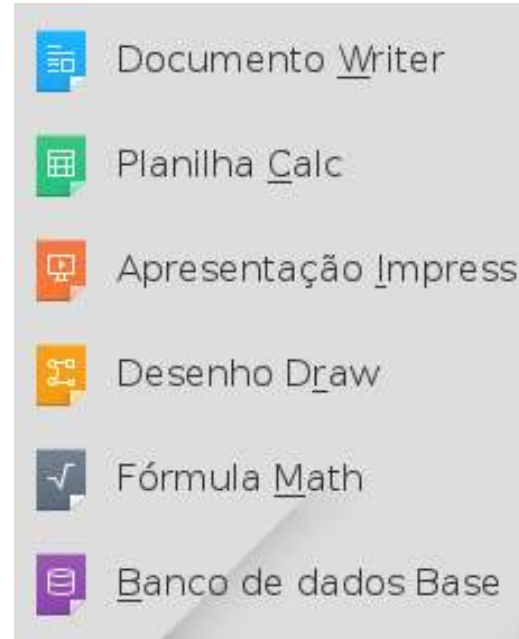 Documento Writer
Planilha Calc
Apresentação Impress
Desenho Draw
Fórmula Math
Banco de dados Base